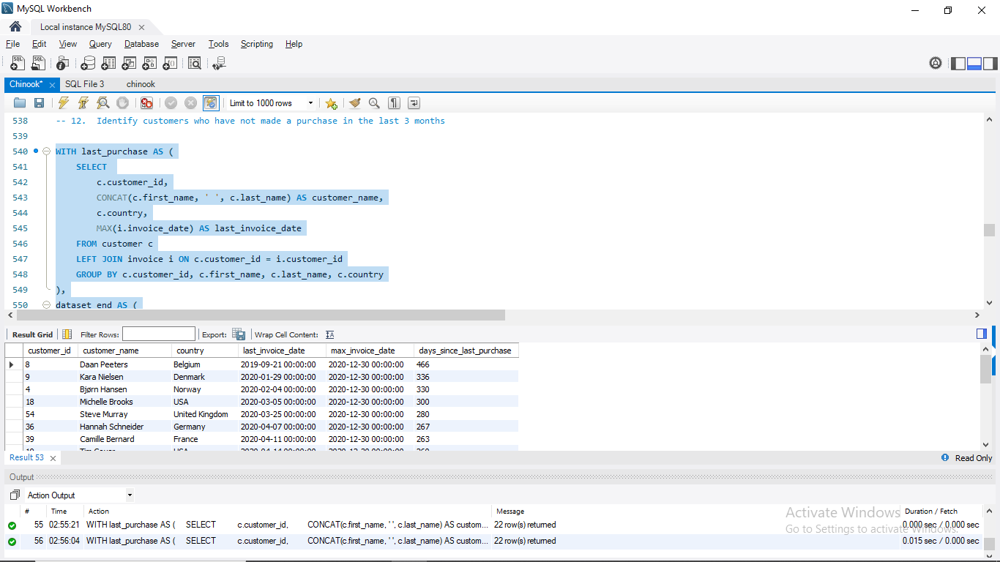 MySQL Workbench
Local instance MySQL80
File Edit View Query Database Server Tools Scripting Help
Chinook* SQL File 3 chinook
Limit to 1000 rows
538 -- 12. Identify customers who have not made a purchase in the last 3 months
539
540 WITH last_purchase AS (
541 SELECT
542 c.customer_id,
543 CONCAT(c.first_name, ' ', c.last_name) AS customer_name,
544 c.country,
545 MAX(i.invoice_date) AS last_invoice_date
546 FROM customer c
547 LEFT JOIN invoice i ON c.customer_id = i.customer_id
548 GROUP BY c.customer_id, c.first_name, c.last_name, c.country
549 ),
550 dataset_end AS (
Result Grid Filter Rows: Export: Wrap Cell Content:
customer_id customer_name country last_invoice_date max_invoice_date days_since_last_purchase
8 Daan Peeters Belgium 2019-09-21 00:00:00 2020-12-30 00:00:00 466
9 Kara Nielsen Denmark 2020-01-29 00:00:00 2020-12-30 00:00:00 336
4 Bjørn Hansen Norway 2020-02-04 00:00:00 2020-12-30 00:00:00 330
18 Michelle Brooks USA 2020-03-05 00:00:00 2020-12-30 00:00:00 300
54 Steve Murray United Kingdom 2020-03-25 00:00:00 2020-12-30 00:00:00 280
36 Hannah Schneider Germany 2020-04-07 00:00:00 2020-12-30 00:00:00 267
39 Camille Bernard France 2020-04-11 00:00:00 2020-12-30 00:00:00 263
Result 53 Read Only
Output
Action Output
# Time Action Message Duration / Fetch
55 02:55:21 WITH last_purchase AS ( SELECT c.customer_id, CONCAT(c.first_name, ' ', c.last_name) AS custom... 22 row(s) returned 0.000 sec / 0.000 sec
56 02:56:04 WITH last_purchase AS ( SELECT c.customer_id, CONCAT(c.first_name, ' ', c.last_name) AS custom... 22 row(s) returned 0.015 sec / 0.000 sec
Activate Windows
Go to Settings to activate Windows.